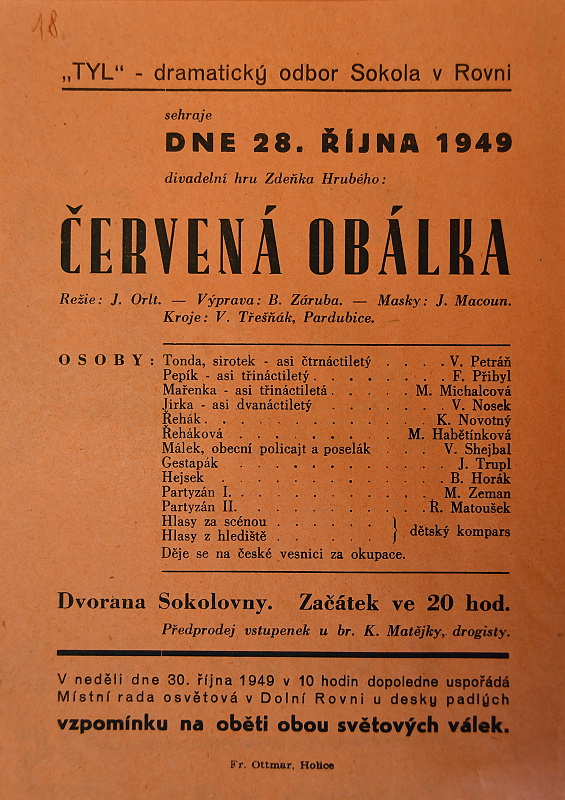 18
„TYL“ - dramatický odbor Sokola v Rovni
sehraje
DNE 28. ŘÍJNA 1949
divadelní hru Zdeňka Hrubého:
ČERVENÁ OBÁLKA
Režie: J. Orlt. — Výprava: B. Záruba. — Masky: J. Macoun.
Kroje: V. Třešňák, Pardubice.
OSOBY: Tonda, sirotek - asi čtrnáctiletý . . . . . V. Petráň
Pepík - asi třináctiletý . . . . . . F. Přibyl
Mařenka - asi třináctiletá . . . . . M. Michalcová
Jirka - asi dvanáctiletý . . . . . . V. Nosek
Řehák . . . . . . . . K. Novotný
Řeháková . . . . . . . M. Habětínková
Málek, obecní policajt a poselák . . . V. Shejbal
Gestapák . . . . . . . . J. Trupl
Hejsek . . . . . . . . B. Horák
Partyzán I. . . . . . . . M. Zeman
Partyzán II. . . . . . . . R. Matoušek
Hlasy za scénou . . . . . } dětský kompars
Hlasy z hlediště . . . . .
Děje se na české vesnici za okupace.
Dvorana Sokolovny. Začátek ve 20 hod.
Předprodej vstupenek u br. K. Matějky, drogisty.
V neděli dne 30. října 1949 v 10 hodin dopoledne uspořádá
Místní rada osvětová v Dolní Rovni u desky padlých
vzpomínku na oběti obou světových válek.
Fr. Ottmar, Holice